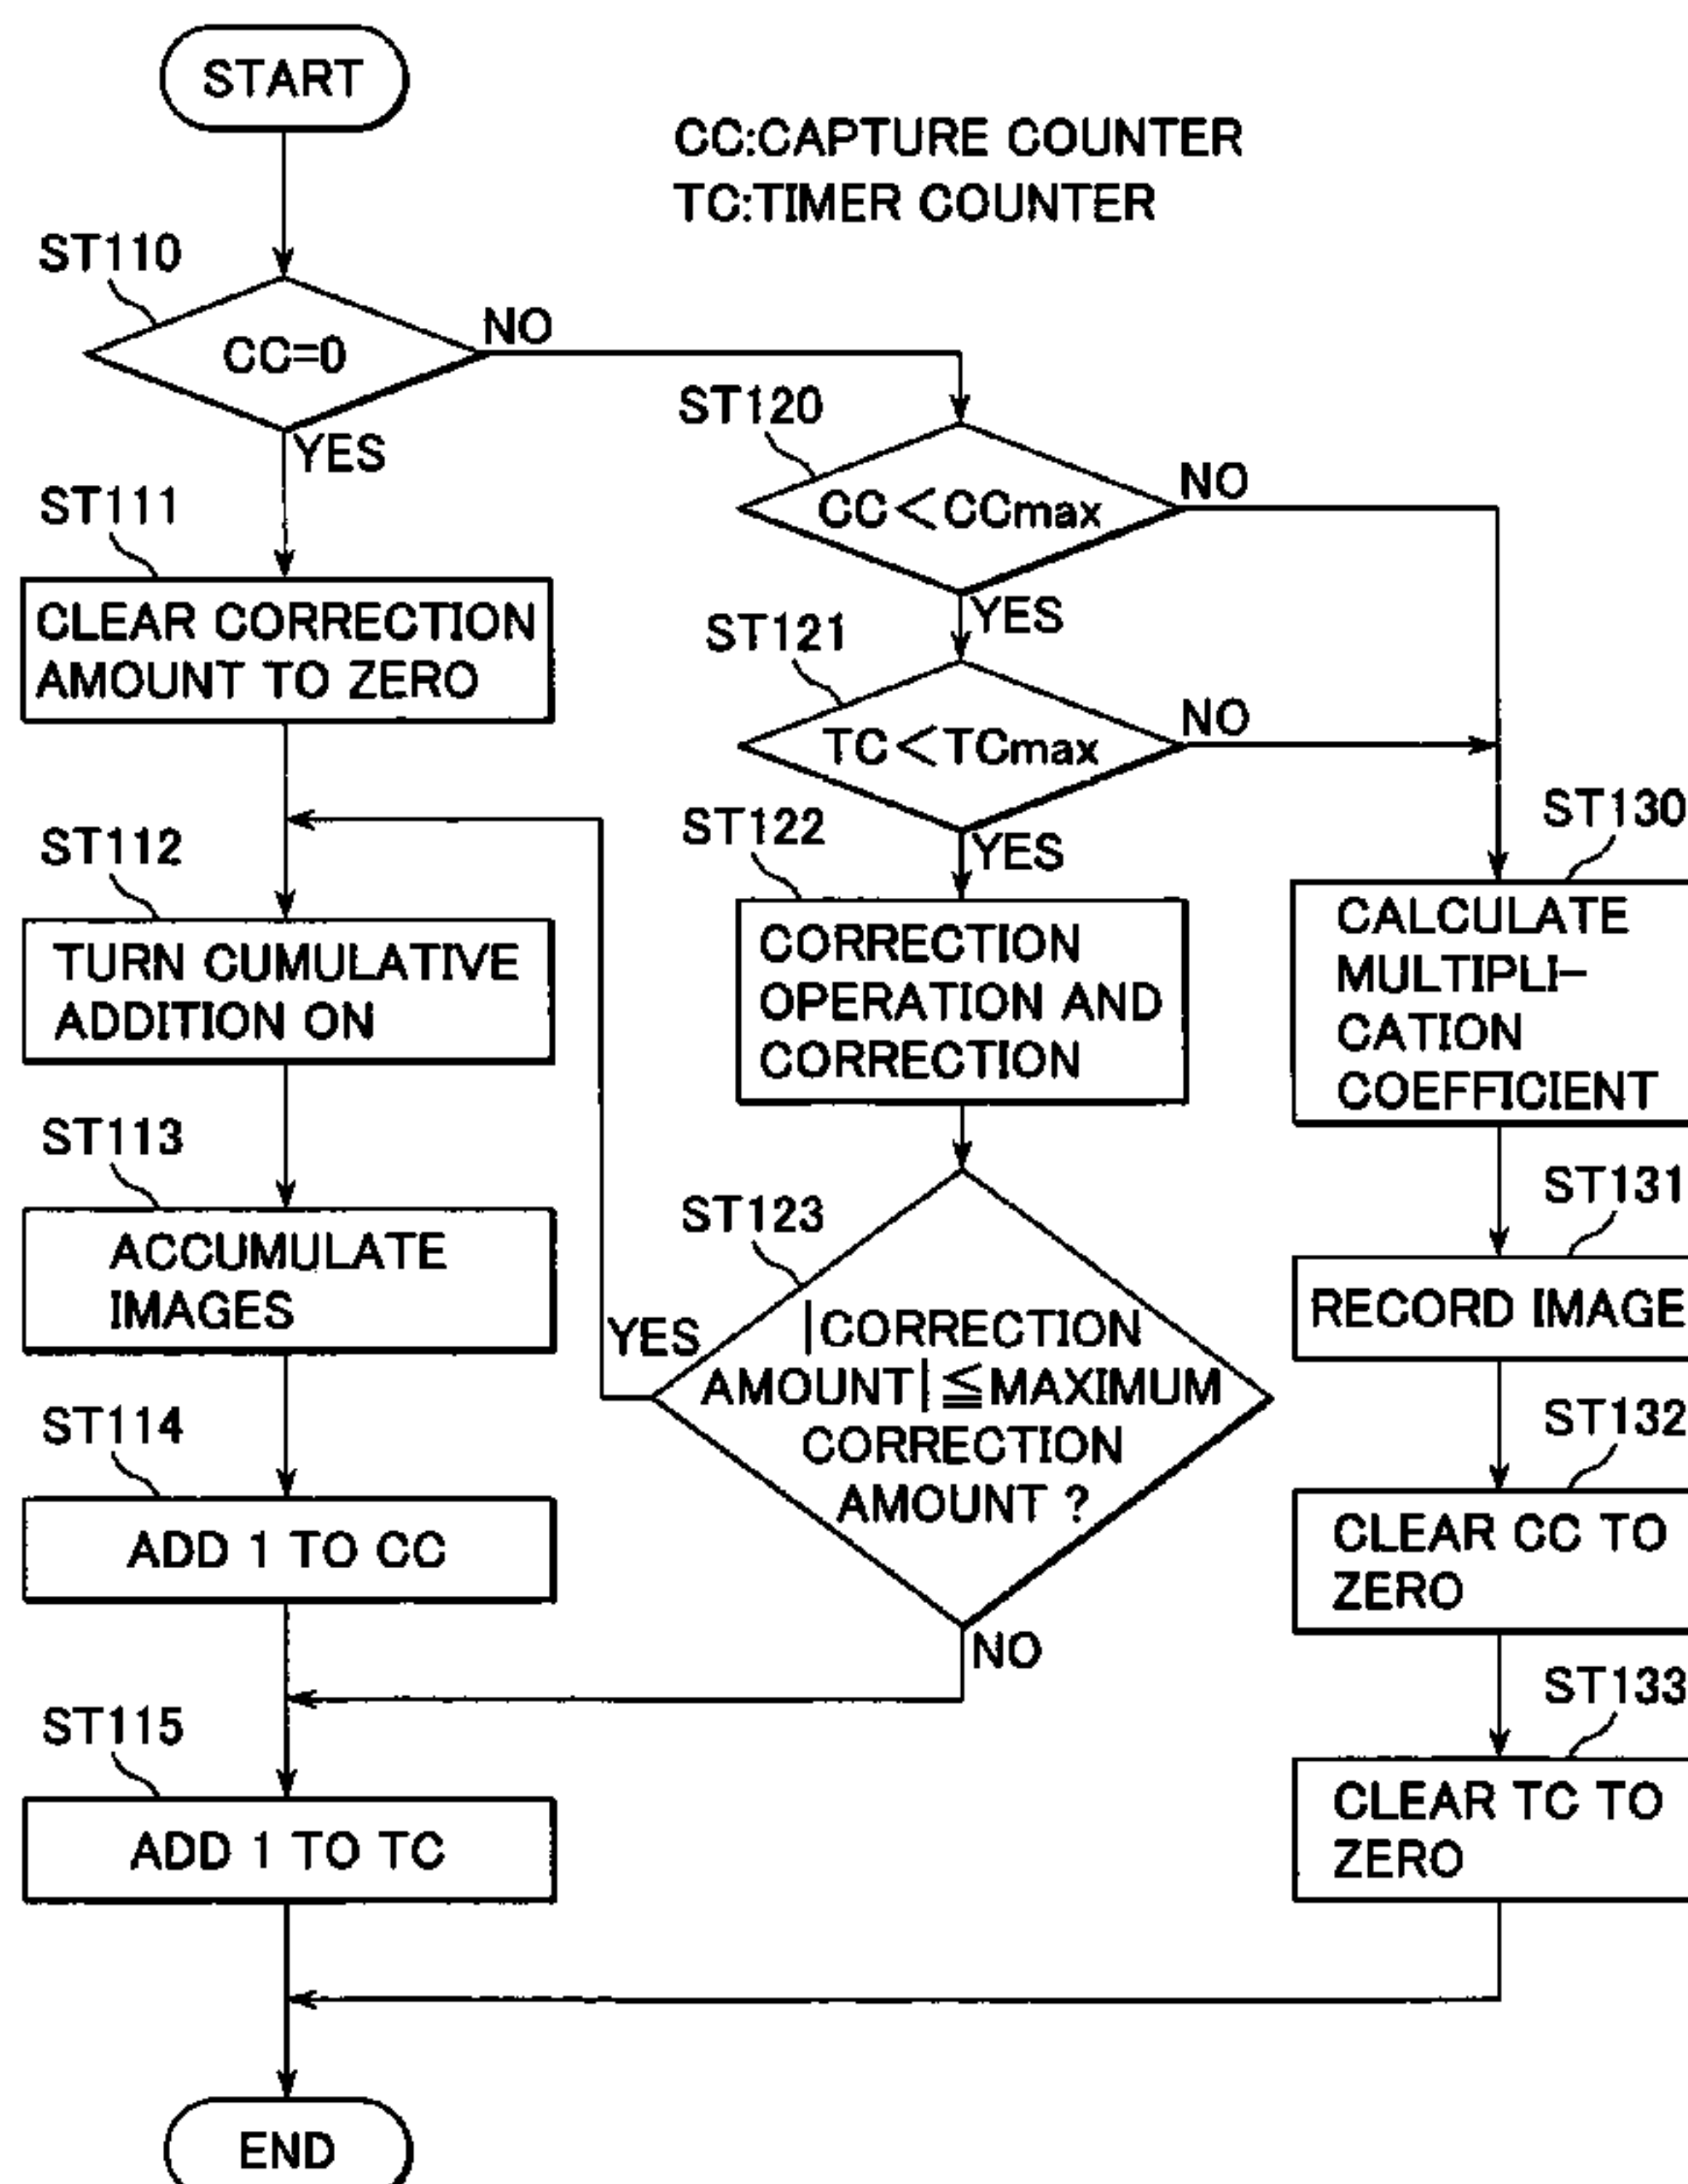 START
CC:CAPTURE COUNTER
TC:TIMER COUNTER
ST110
CC=0
NO
YES
ST111
CLEAR CORRECTION
AMOUNT TO ZERO
ST112
TURN CUMULATIVE
ADDITION ON
ST113
ACCUMULATE
IMAGES
ST114
ADD 1 TO CC
ST115
ADD 1 TO TC
END
ST120
CC<CCmax
NO
YES
ST121
TC<TCmax
NO
YES
ST122
CORRECTION
OPERATION AND
CORRECTION
ST123
|CORRECTION
AMOUNT|≦MAXIMUM
CORRECTION
AMOUNT ?
YES
NO
ST130
CALCULATE
MULTIPLI-
CATION
COEFFICIENT
ST131
RECORD IMAGE
ST132
CLEAR CC TO
ZERO
ST133
CLEAR TC TO
ZERO